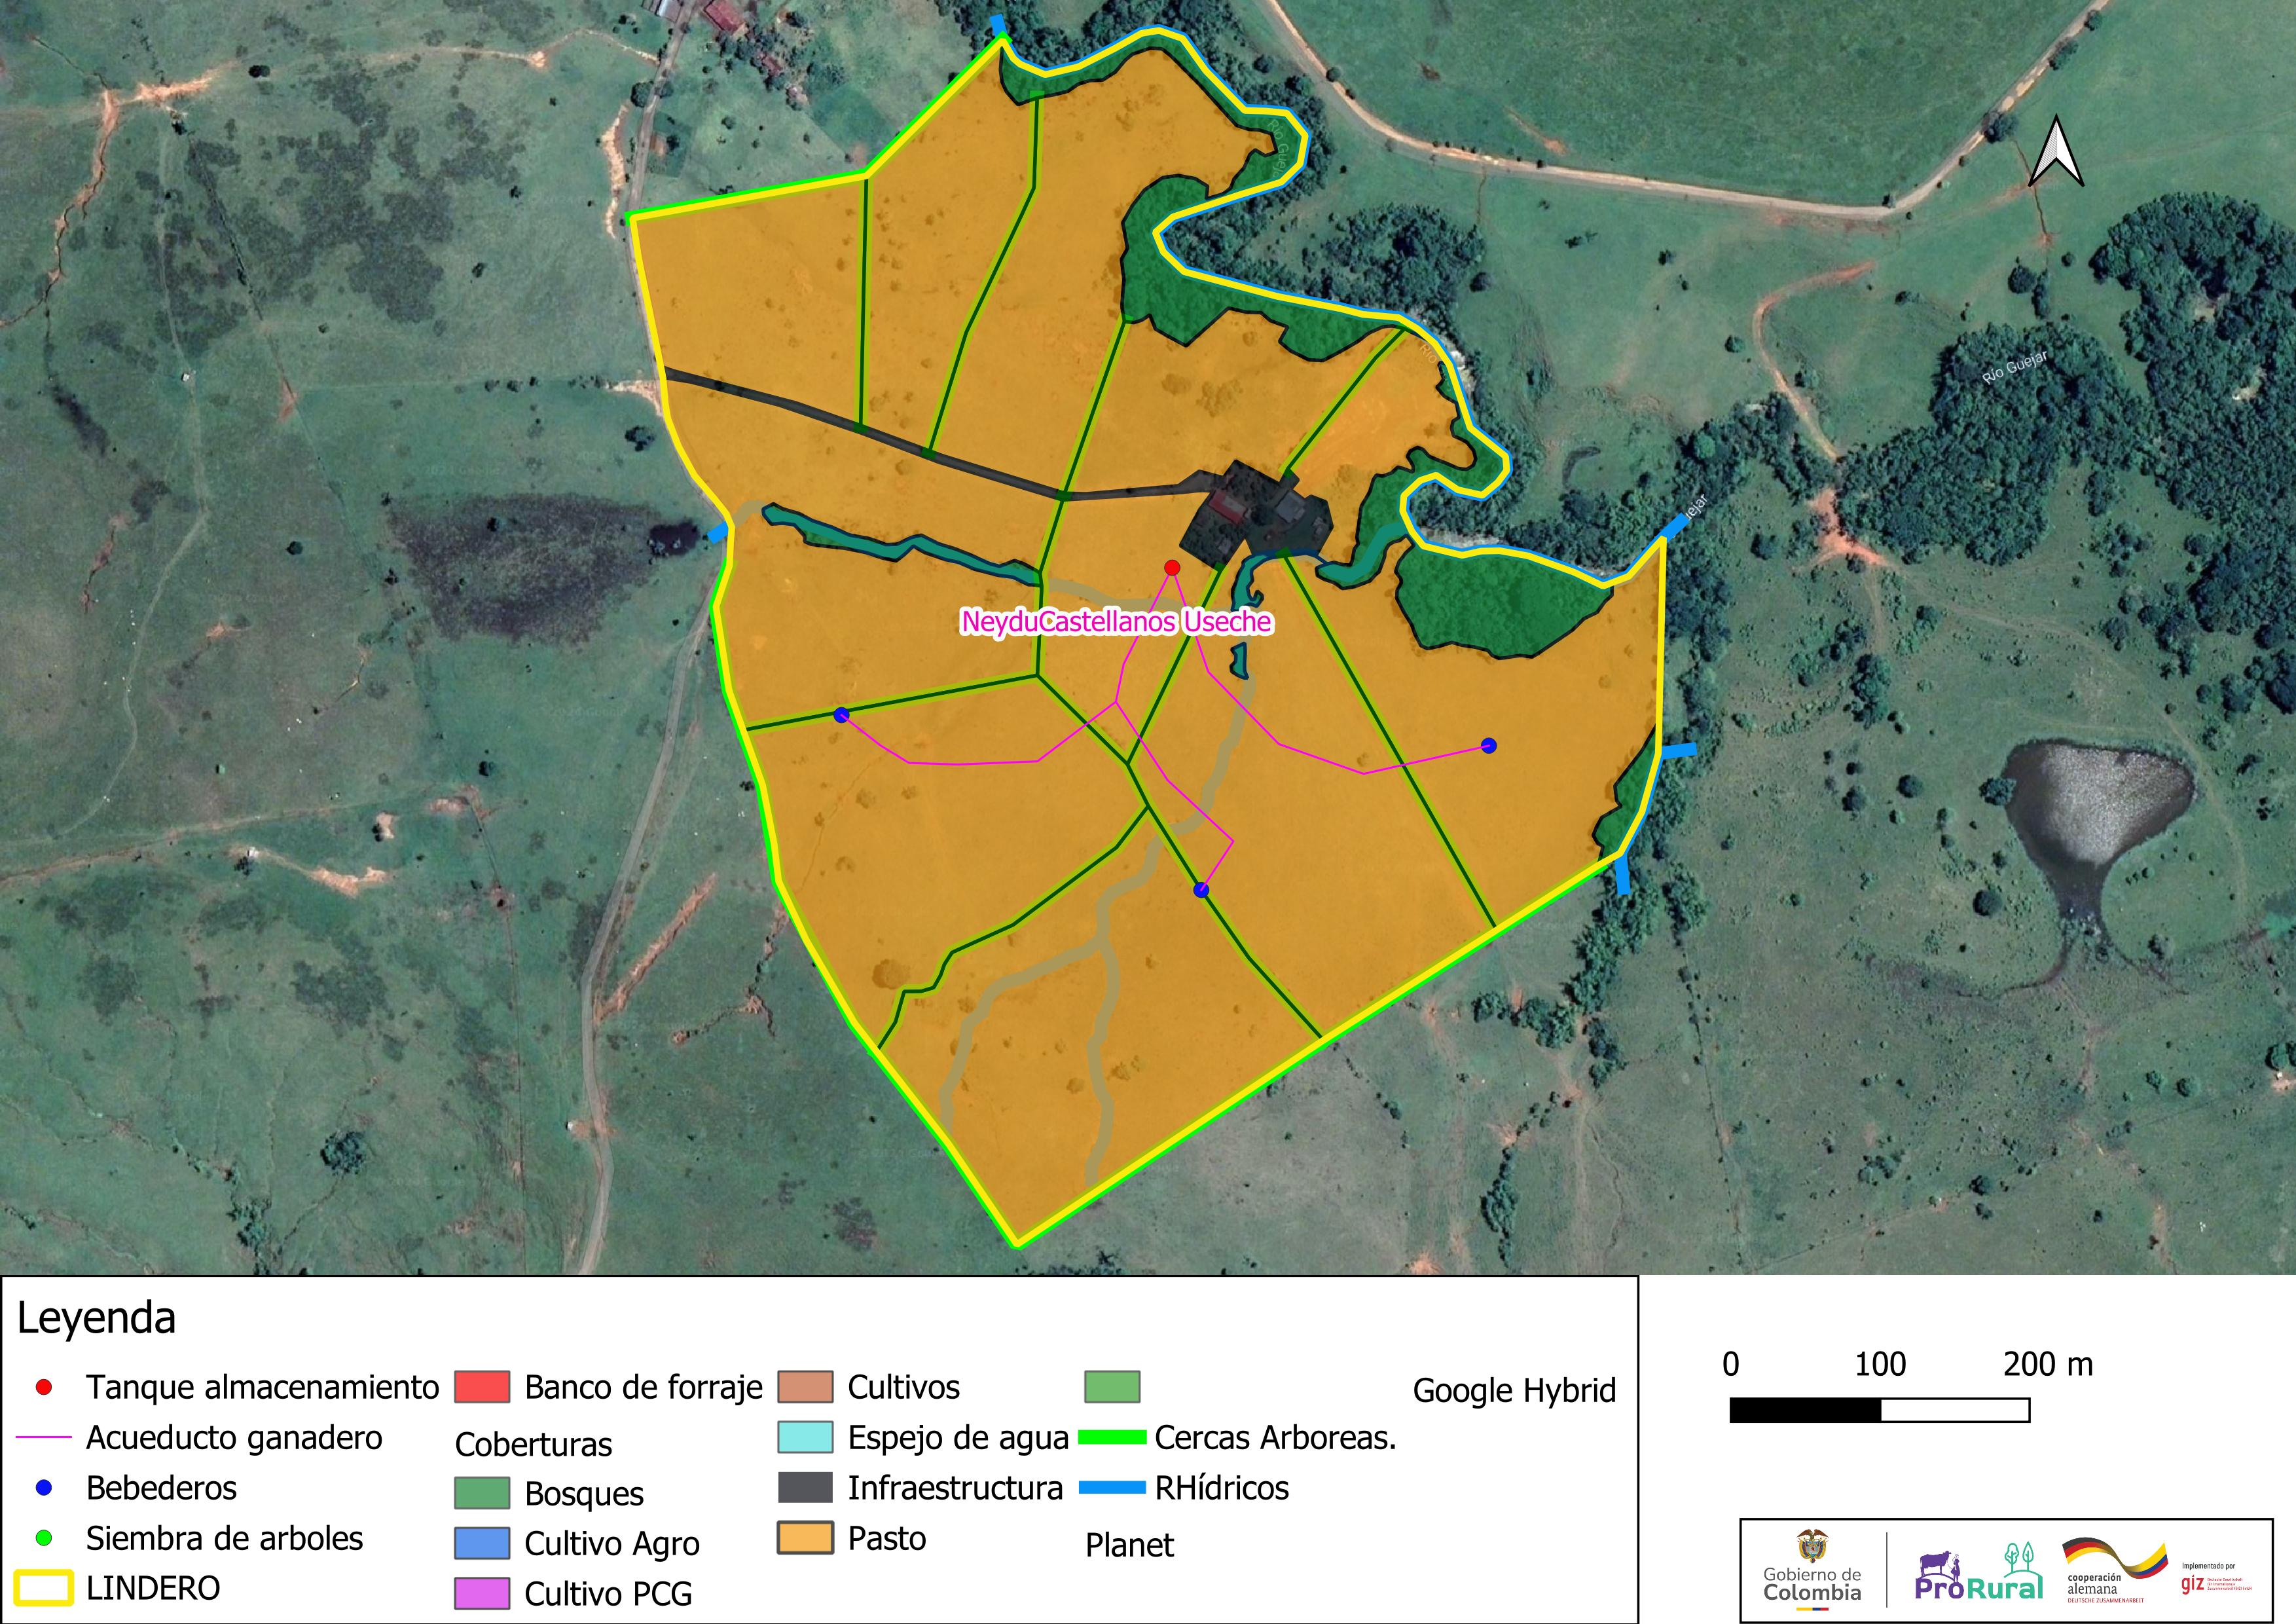 Río Guejar
uejar
NeyduCastellanos Useche
Leyenda
Tanque almacenamiento
Acueducto ganadero
Bebederos
Siembra de arboles
LINDERO
Banco de forraje
Coberturas
Bosques
Cultivo Agro
Cultivo PCG
Cultivos
Espejo de agua
Infraestructura
Pasto
Cercas Arboreas.
RHídricos
Planet
Google Hybrid
0 100 200 m
Gobierno de
Colombia
ProRural
cooperación
alemana
DEUTSCHE ZUSAMMENARBEIT
Implementado por
giz